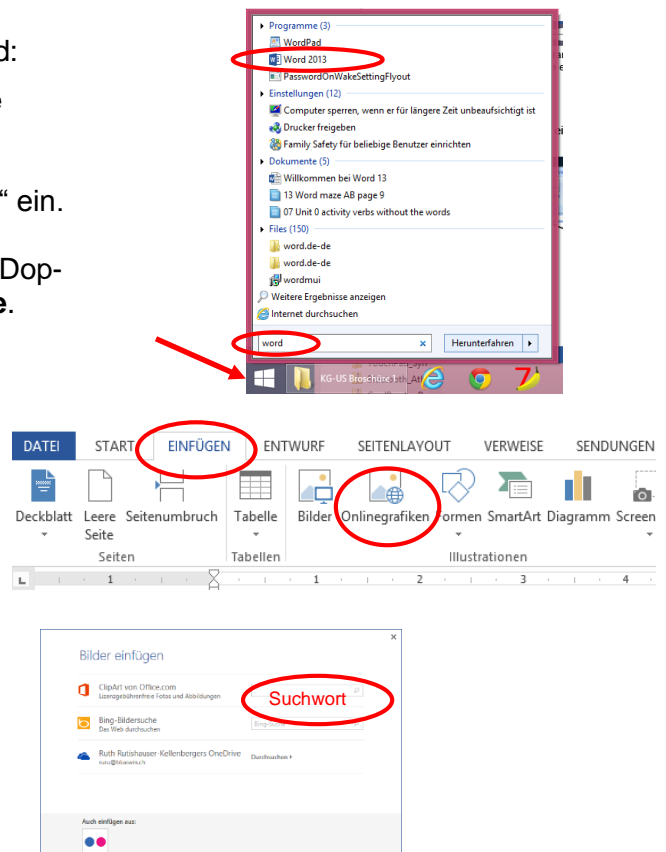 d:
e
“ ein.
Dop-
e.
Programme (3)
WordPad
Word 2013
PasswordOnWakeSettingFlyout
Einstellungen (12)
Computer sperren, wenn er für längere Zeit unbeaufsichtigt ist
Drucker freigeben
Family Safety für beliebige Benutzer einrichten
Dokumente (5)
Willkommen bei Word 13
13 Word maze AB page 9
07 Unit 0 activity verbs without the words
Files (150)
word.de-de
word.de-de
wordmui
Weitere Ergebnisse anzeigen
Internet durchsuchen
word × Herunterfahren
KG-US Broschüre
DATEI START EINFÜGEN ENTWURF SEITENLAYOUT VERWEISE SENDUNGEN
Deckblatt Leere Seite Seitenumbruch Tabelle Bilder Onlinegrafiken Formen SmartArt Diagramm Screen
Seiten Tabellen Illustrationen
1 1 2 3 4
Bilder einfügen
ClipArt von Office.com
Lizenzgebührenfreie Fotos und Abbildungen
Suchwort
Bing-Bildersuche
Das Web durchsuchen
Ruth Rutishauser-Kellenbergers OneDrive
Durchsuchen
Auch einfügen aus: